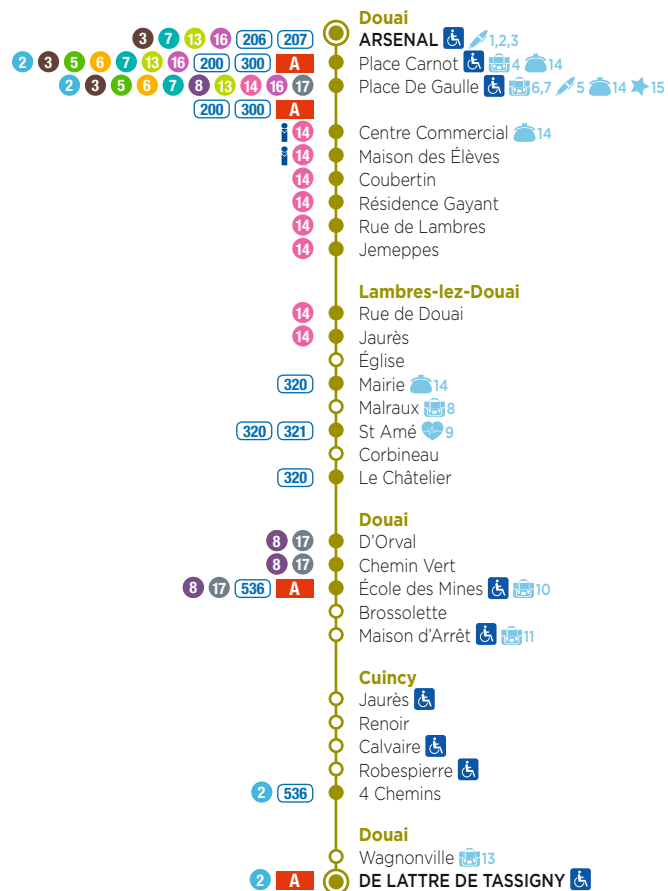 Douai
3 7 13 16 206 207 ARSENAL 1,2,3
2 3 5 6 7 13 16 200 300 A Place Carnot 4 14
2 3 5 6 7 8 13 14 16 17 Place De Gaulle 6,7 5 14 15
200 300 A
14 Centre Commercial 14
14 Maison des Élèves
14 Coubertin
14 Résidence Gayant
14 Rue de Lambres
14 Jemeppes
Lambres-lez-Douai
14 Rue de Douai
14 Jaurès
Église
320 Mairie 14
Malraux 8
320 321 St Amé 9
Corbineau
320 Le Châtelier
Douai
8 17 D'Orval
8 17 Chemin Vert
8 17 536 A École des Mines 10
Brossolette
Maison d'Arrêt 11
Cuincy
Jaurès
Renoir
Calvaire
Robespierre
2 536 4 Chemins
Douai
Wagnonville 13
2 A DE LATTRE DE TASSIGNY